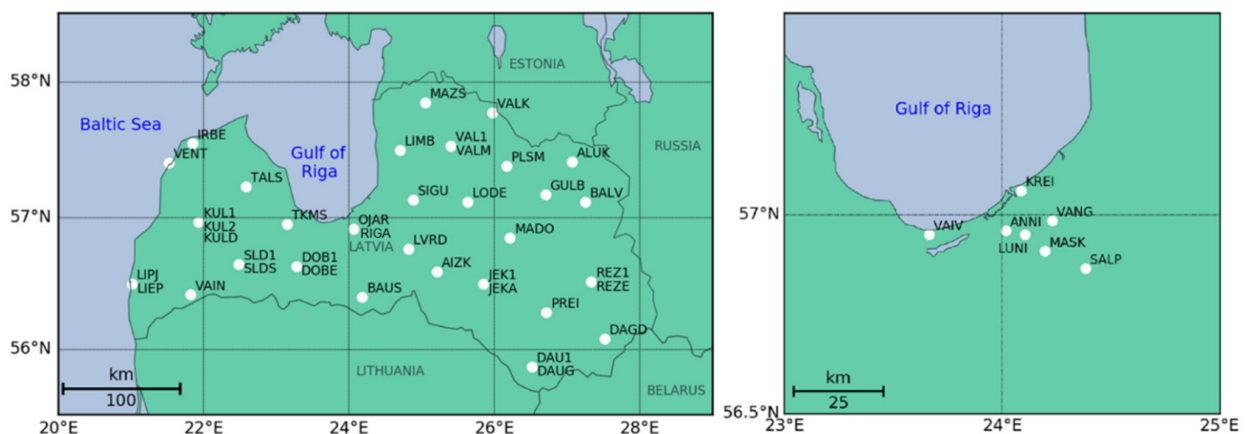 58°N
57°N
56°N
20°E
22°E
24°E
26°E
28°E
Baltic Sea
Gulf of
Riga
ESTONIA
RUSSIA
LATVIA
LITHUANIA
BELARUS
MAZS
VALK
IRBE
VENT
LIMB
VAL1
VALM
PLSM
ALUK
TALS
SIGU
LODE
GULB
BALV
KUL1
KUL2
KULD
TKMS
OJAR
RIGA
MADO
LVRD
SLD1
SLDS
DOB1
DOBE
AIZK
LIPJ
LIEP
VAIN
BAUS
JEK1
JEKA
REZ1
REZE
PREI
DAGD
DAU1
DAUG
km
100
Gulf of Riga
KREI
VAIV
ANNI
VANG
LUNI
MASK
SALP
km
25
57°N
56.5°N
23°E
24°E
25°E